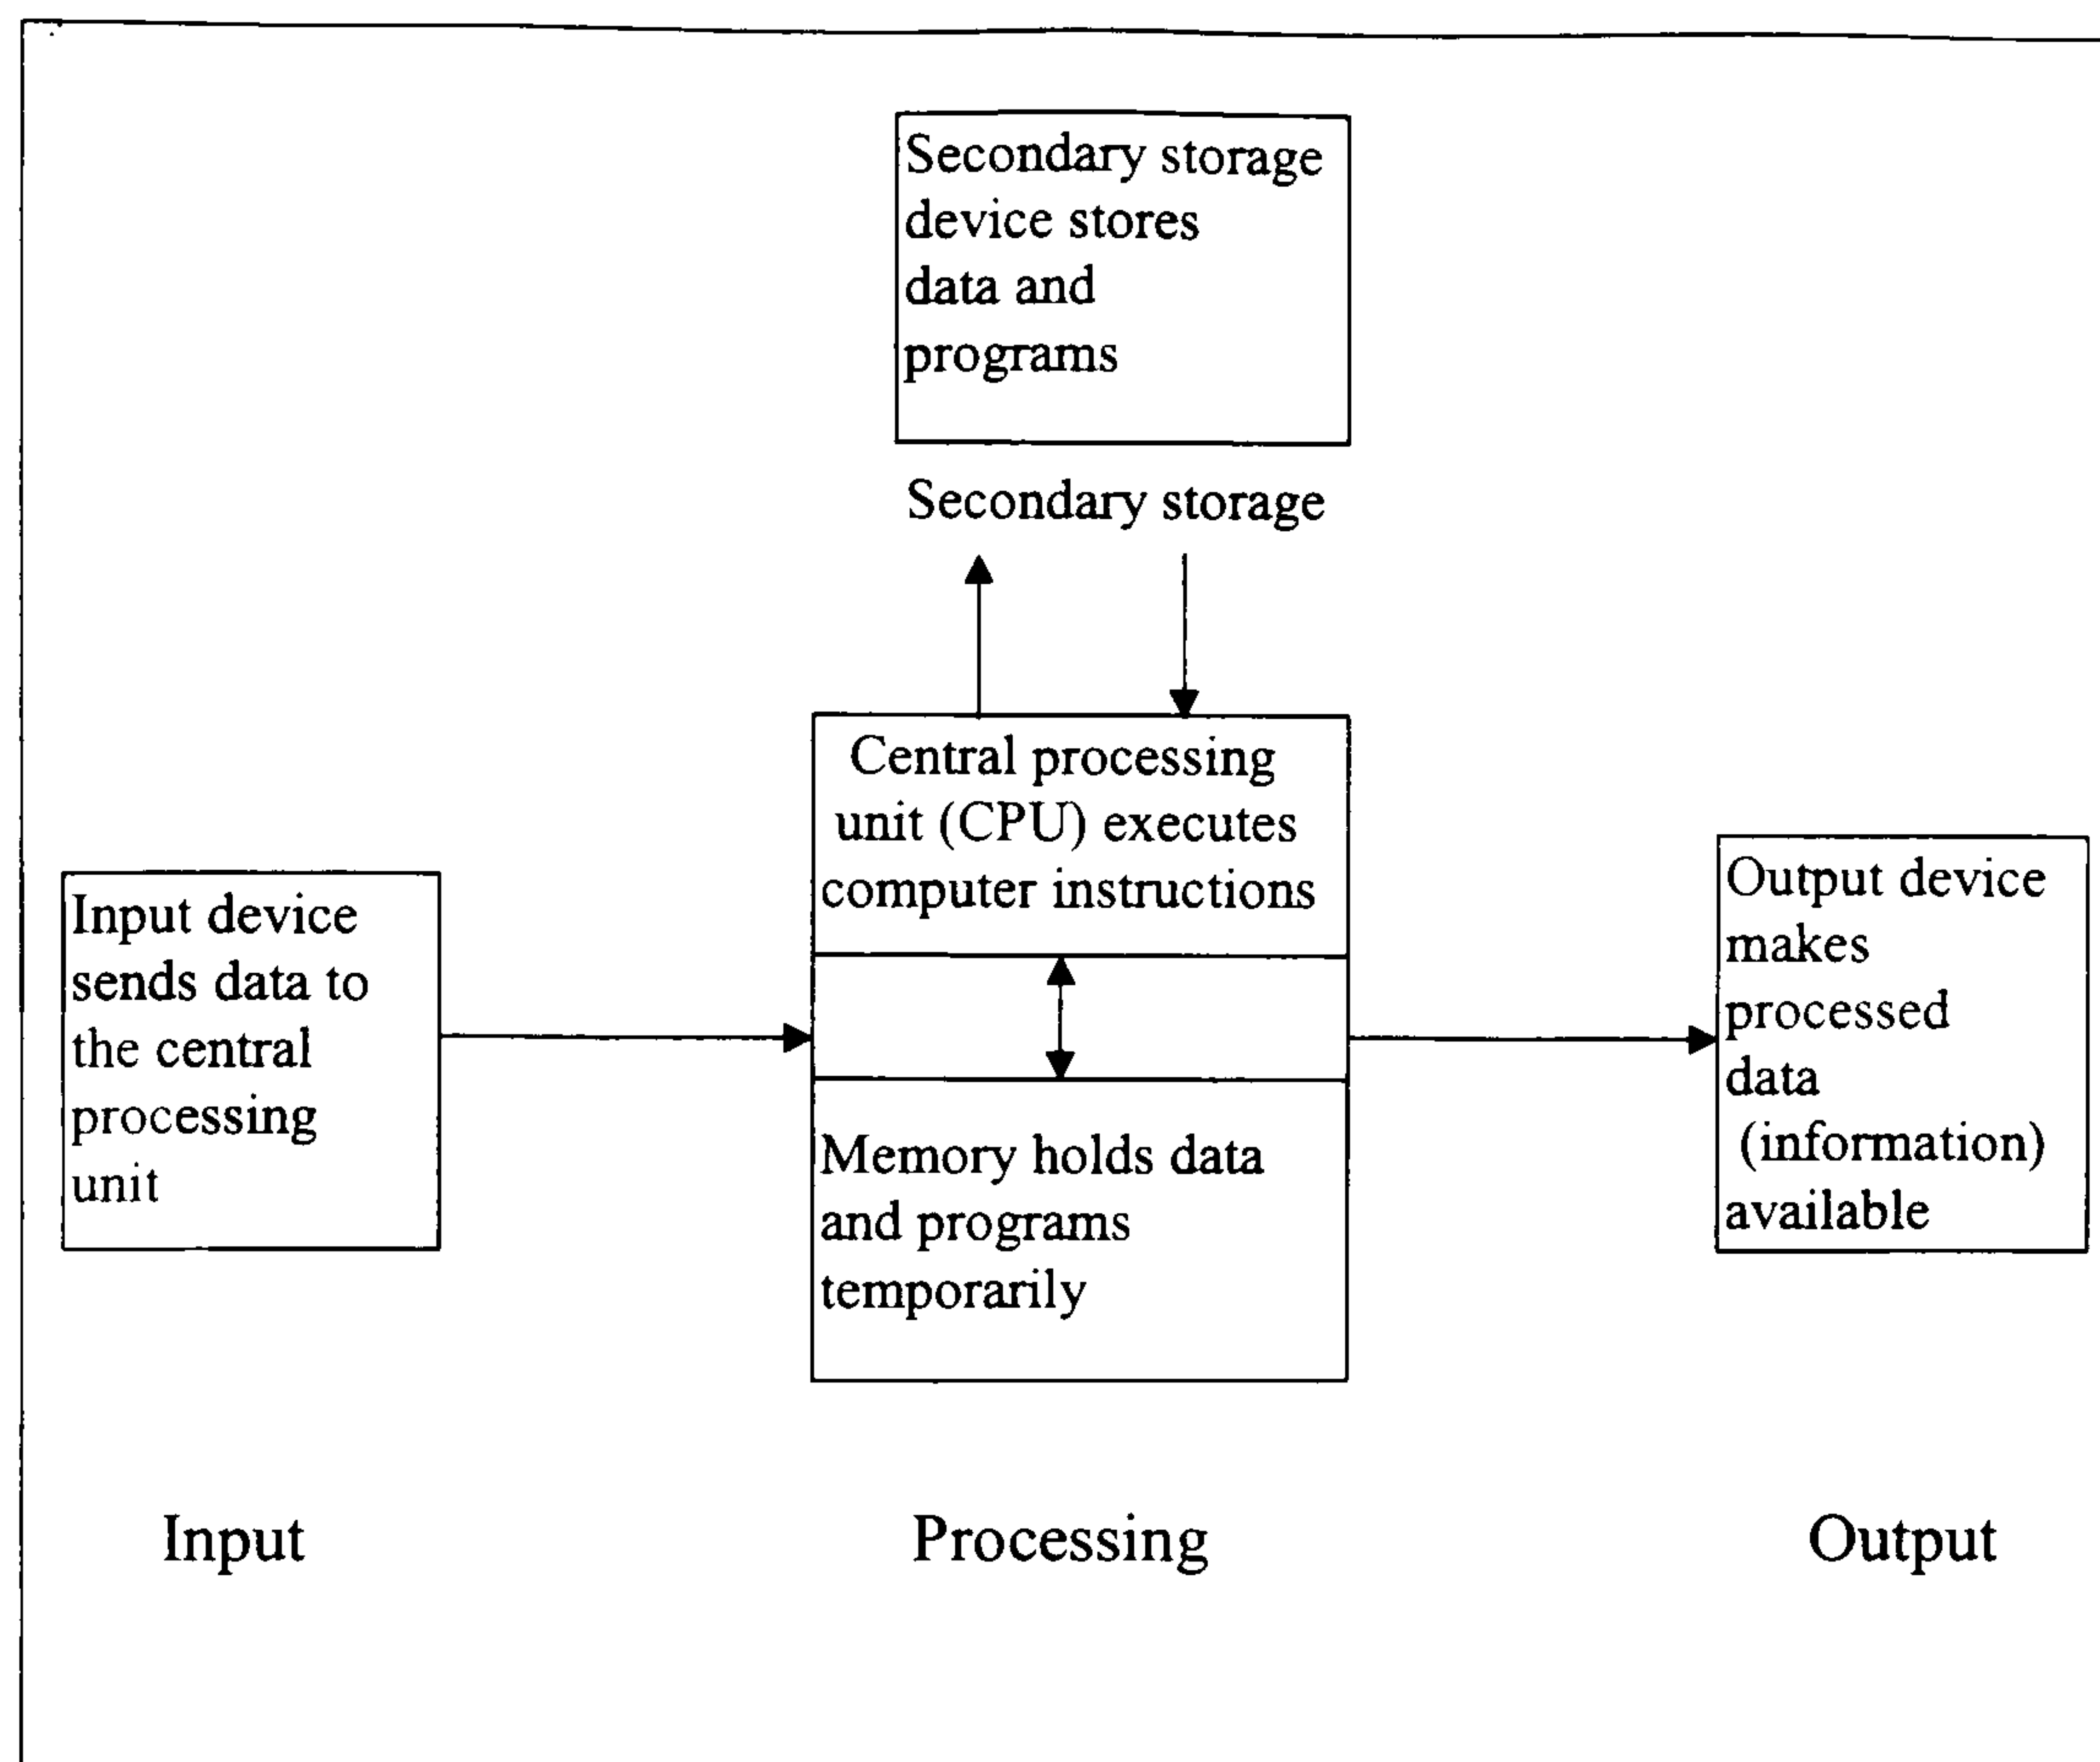 Secondary storage
device stores
data and
programs
Secondary storage
Central processing
unit (CPU) executes
computer instructions
Input device
sends data to
the central
processing
unit
Memory holds data
and programs
temporarily
Output device
makes
processed
data
(information)
available
Input
Processing
Output